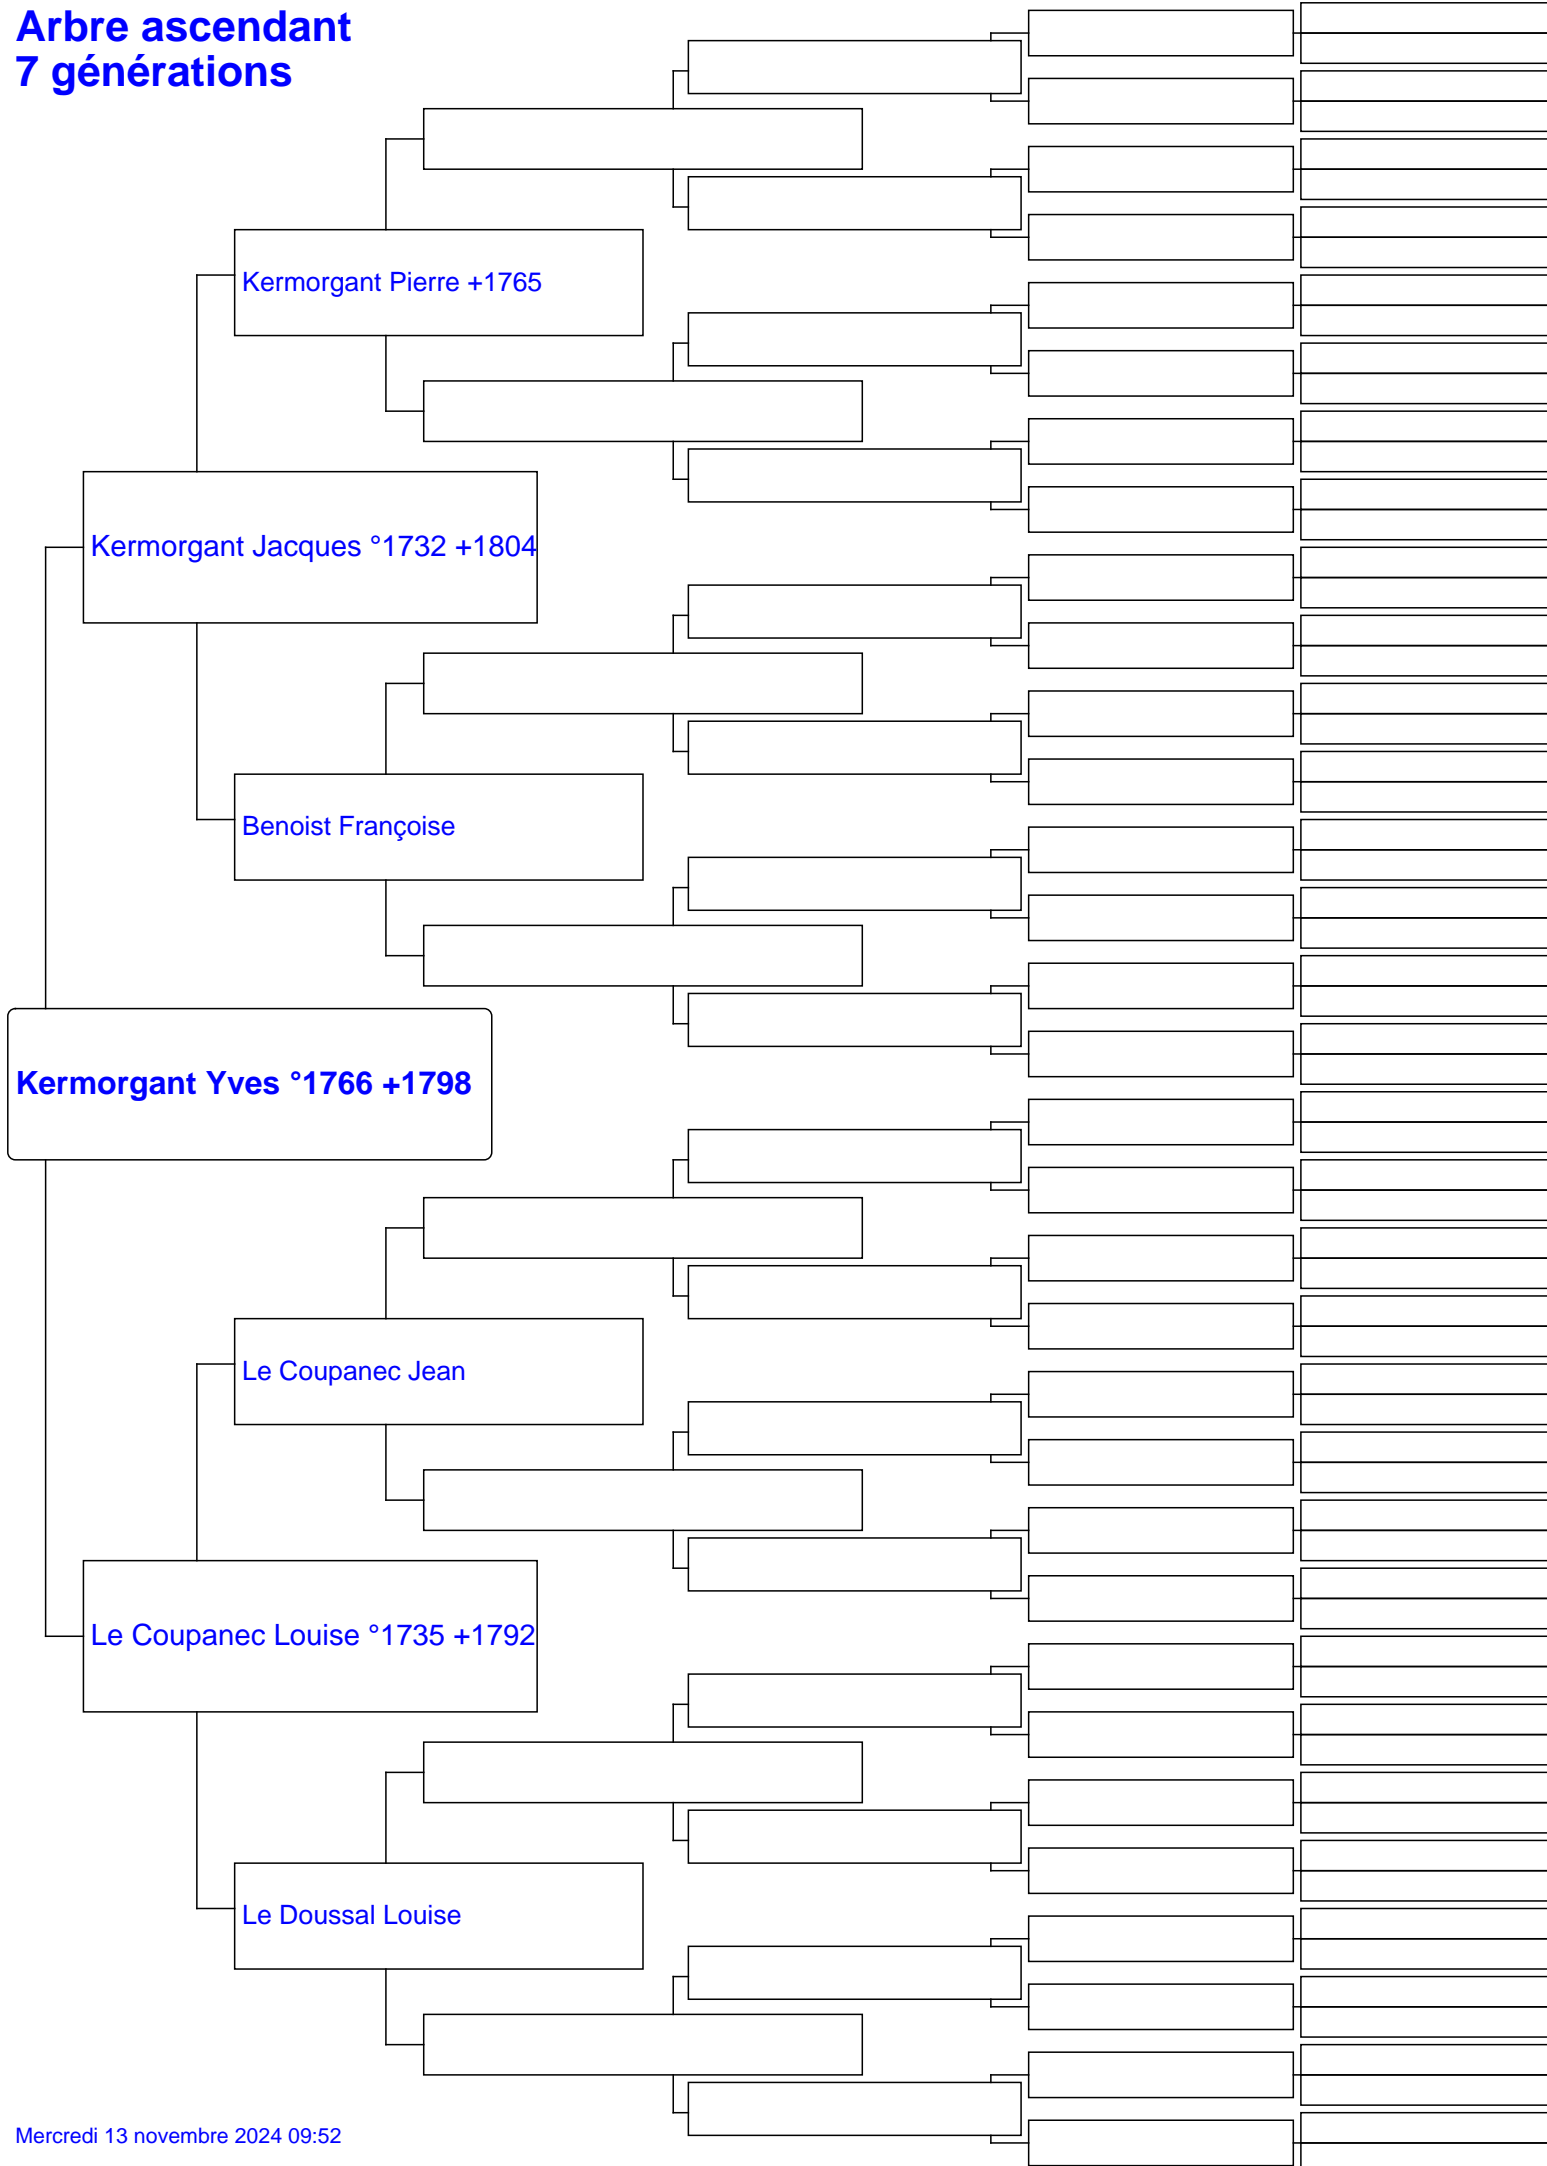 Arbre ascendant
7 générations
Kermorgant Pierre +1765
Kermorgant Jacques °1732 +1804
Benoist Françoise
Kermorgant Yves °1766 +1798
Le Coupanec Jean
Le Coupanec Louise °1735 +1792
Le Doussal Louise
Mercredi 13 novembre 2024 09:52